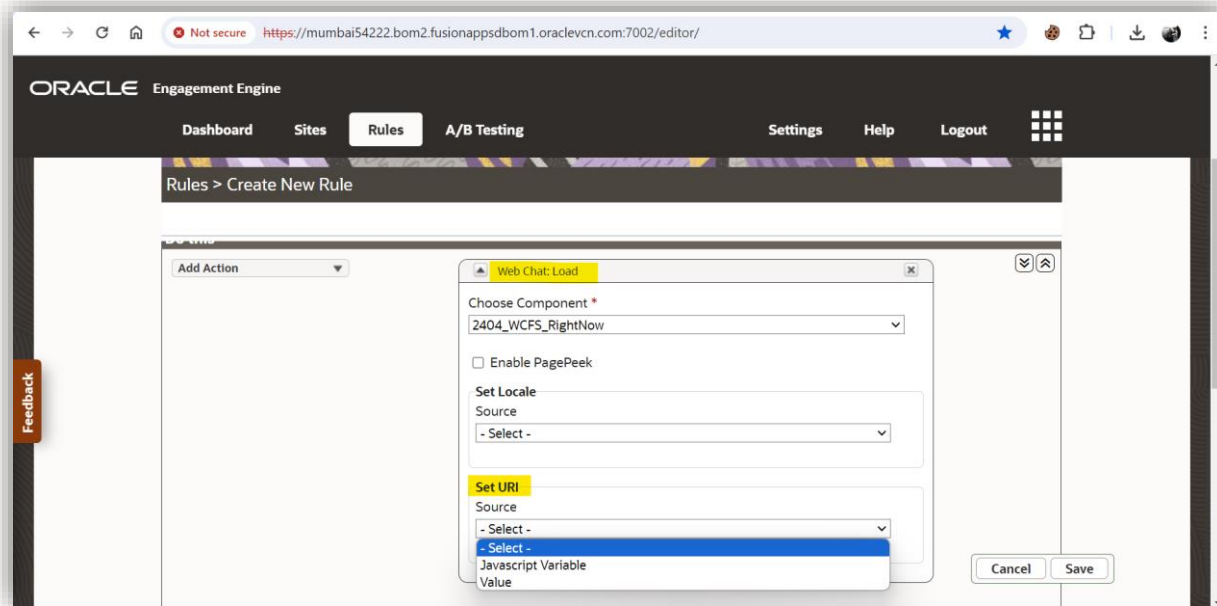 Not secure https://mumbai54222.bom2.fusionappsdbom1.oraclevcn.com:7002/editor/
ORACLE Engagement Engine
Dashboard Sites Rules A/B Testing Settings Help Logout
Rules > Create New Rule
Do this
Add Action
Web Chat: Load
Choose Component *
2404_WCFS_RightNow
Enable PagePeek
Set Locale
Source
- Select -
Feedback
Set URI
Source
- Select -
- Select -
Javascript Variable
Value
Cancel Save